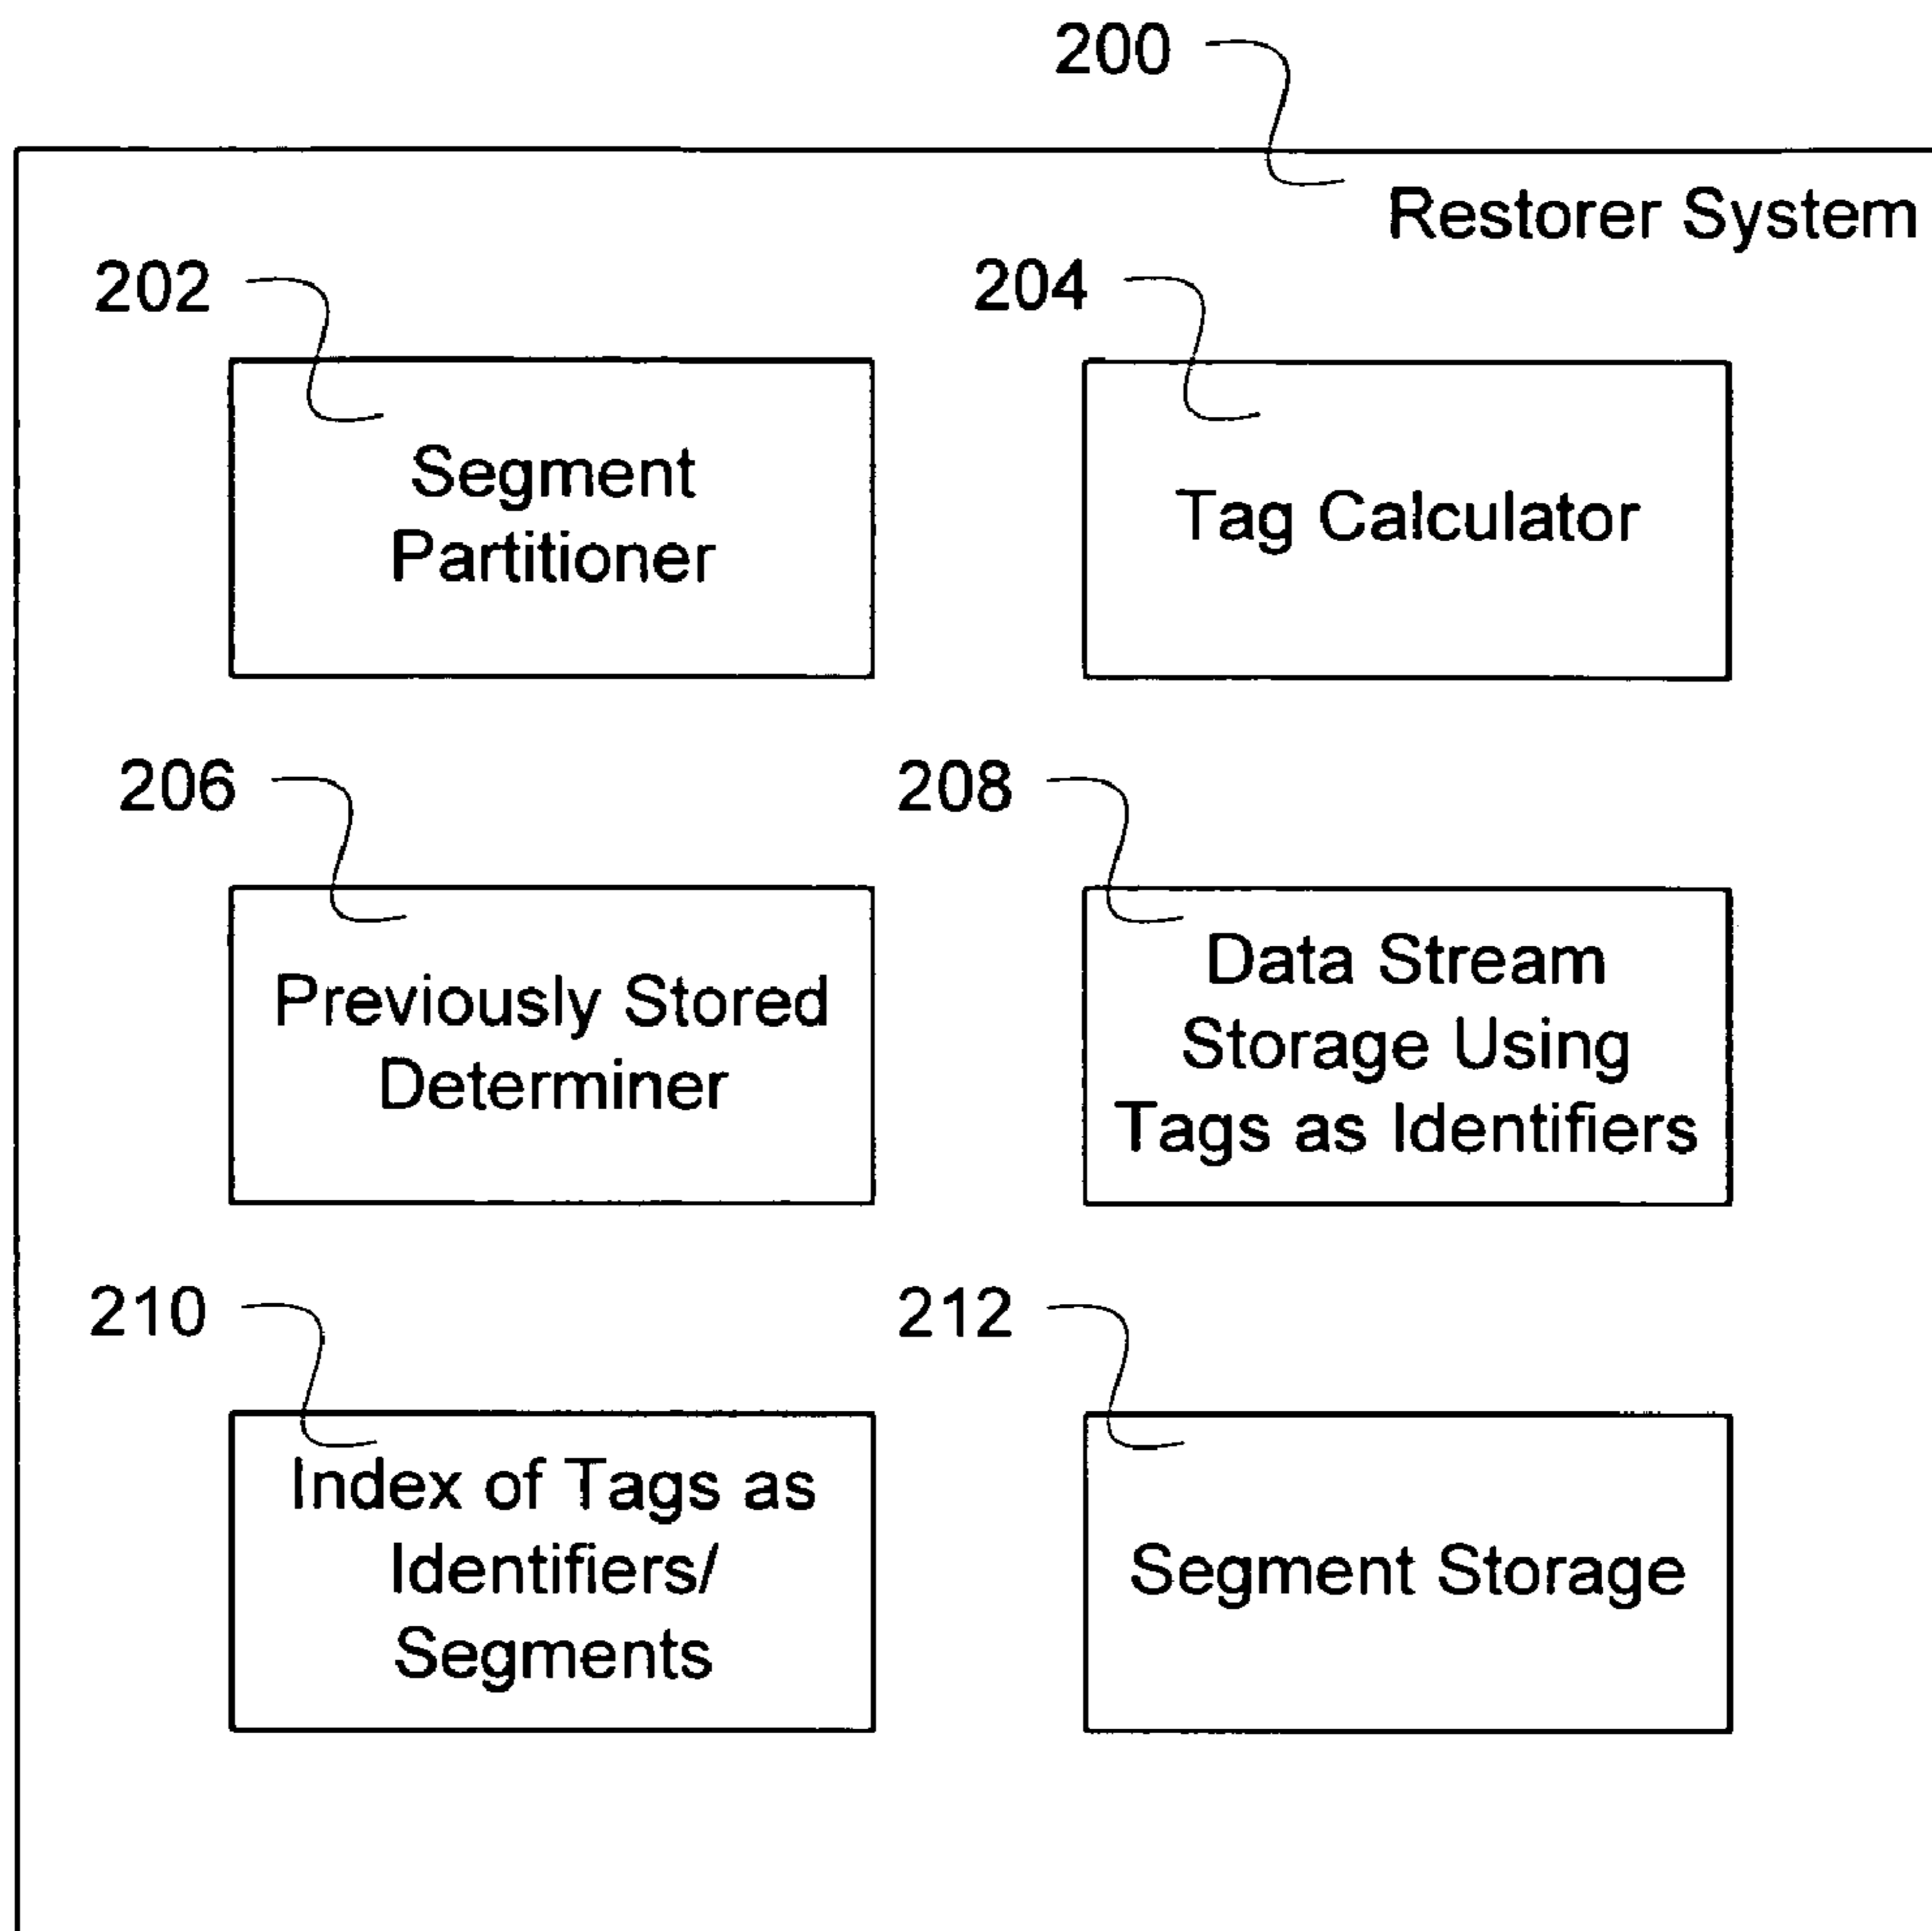 200
Restorer System
202
204
Segment
Partitioner
Tag Calculator
206
208
Previously Stored
Determiner
Data Stream
Storage Using
Tags as Identifiers
210
212
Index of Tags as
Identifiers/
Segments
Segment Storage